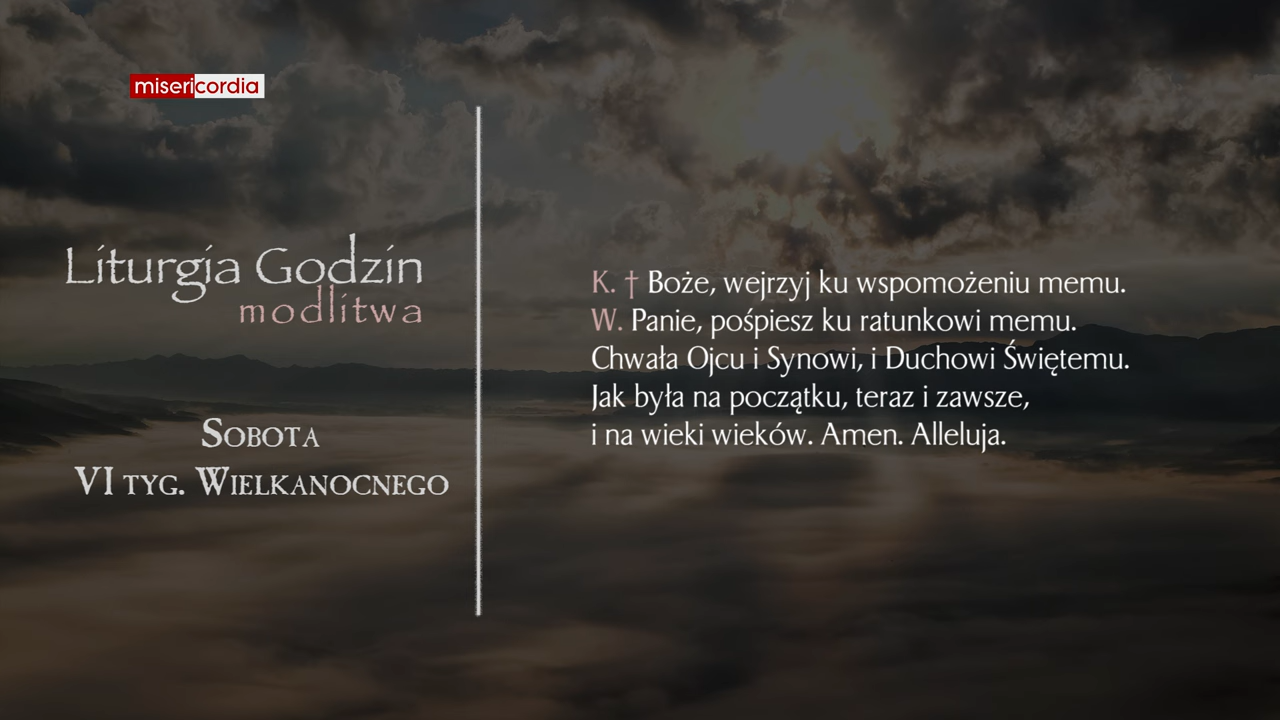 misericordia
Liturgia Godzin
modlitwa
Sobota
VI tyg. Wielkanocnego
K. † Boże, wejrzyj ku wspomożeniu memu.
W. Panie, pośpiesz ku ratunkowi memu.
Chwała Ojcu i Synowi, i Duchowi Świętemu.
Jak była na początku, teraz i zawsze,
i na wieki wieków. Amen. Alleluja.